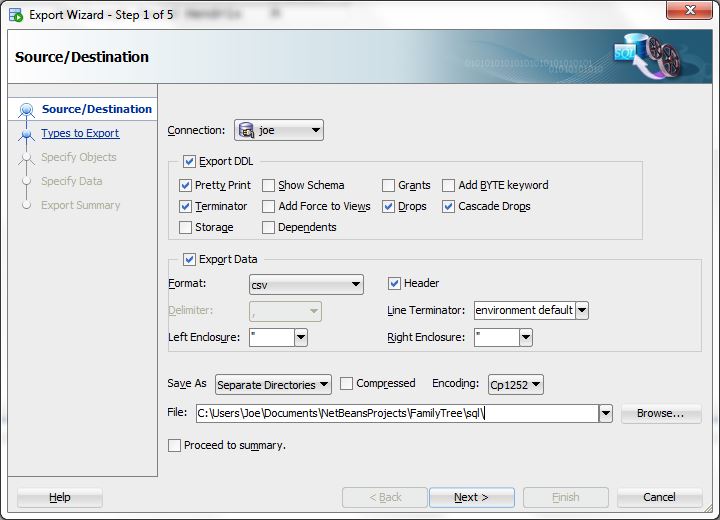 Export Wizard - Step 1 of 5
Source/Destination
SQL
Source/Destination
Types to Export
Specify Objects
Specify Data
Export Summary
Connection: joe
Export DDL
Pretty Print Show Schema Grants Add BYTE keyword
Terminator Add Force to Views Drops Cascade Drops
Storage Dependents
Export Data
Format: csv Header
Delimiter: , Line Terminator: environment default
Left Enclosure: " Right Enclosure: "
Save As Separate Directories Compressed Encoding: Cp1252
File: C:\Users\Joe\Documents\NetBeansProjects\FamilyTree\sql\ Browse...
Proceed to summary.
Help < Back Next > Finish Cancel